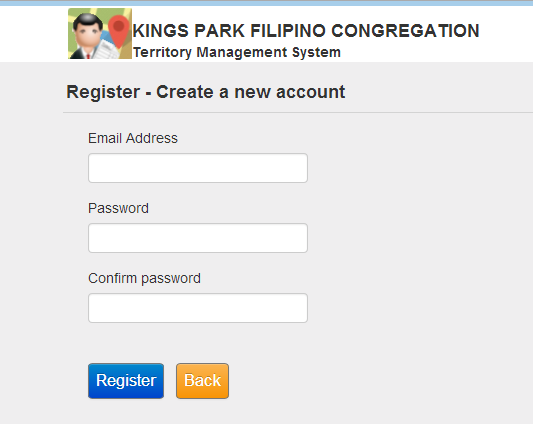 KINGS PARK FILIPINO CONGREGATION
Territory Management System
Register - Create a new account
Email Address
Password
Confirm password
Register Back